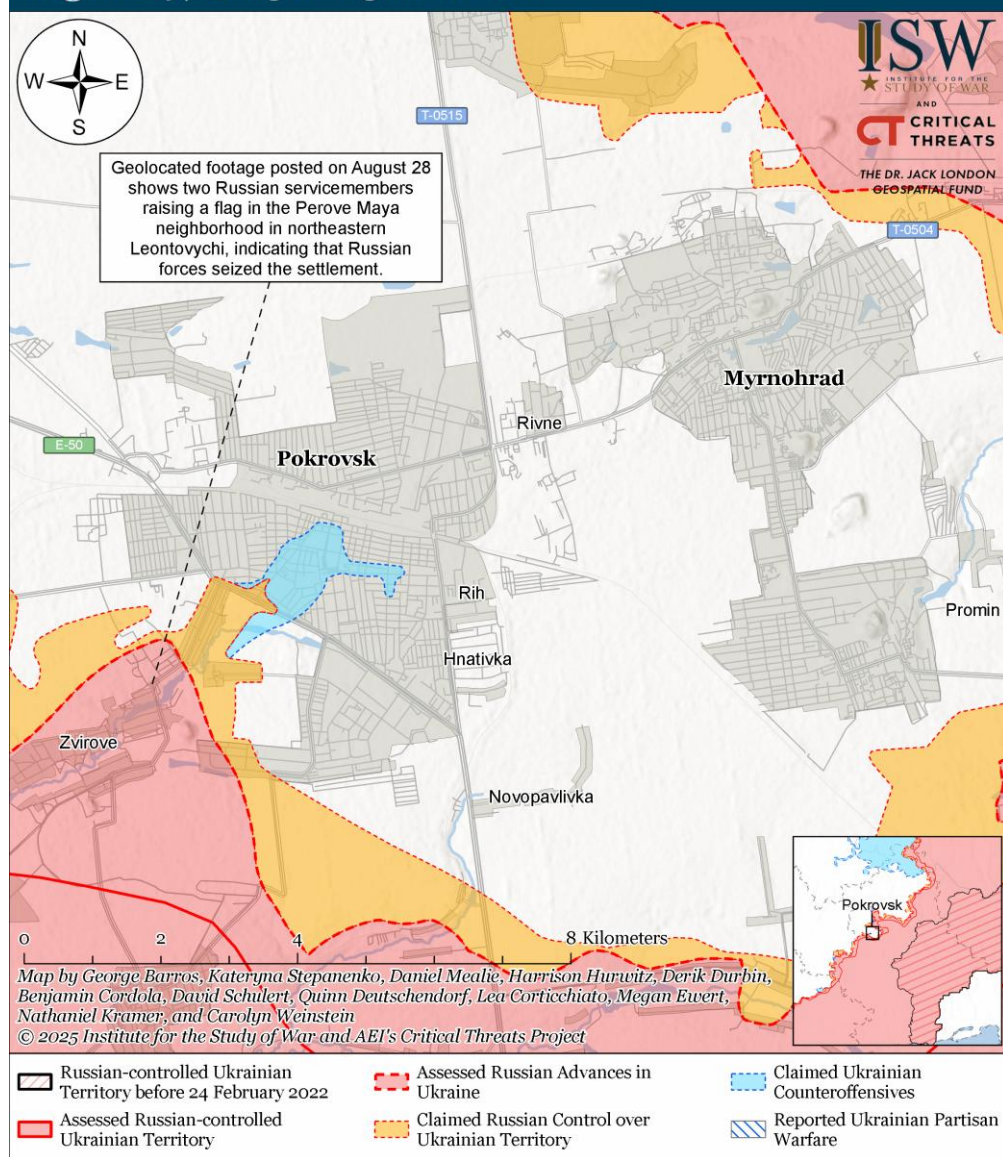 N
W E
S
ISW
INSTITUTE FOR THE
STUDY OF WAR
AND
CT CRITICAL
THREATS
THE DR. JACK LONDON
GEOSPATIAL FUND
T-0515
Geolocated footage posted on August 28
shows two Russian servicemembers
raising a flag in the Perove Maya
neighborhood in northeastern
Leontovychi, indicating that Russian
forces seized the settlement.
T-0504
Myrnohrad
Rivne
E-50
Pokrovsk
Rih
Promin
Hnativka
Zvirove
Novopavlivka
Pokrovsk
0 2 4 8 Kilometers
Map by George Barros, Kateryna Stepanenko, Daniel Mealie, Harrison Hurwitz, Derik Durbin,
Benjamin Cordola, David Schulert, Quinn Deutschendorf, Lea Corticchiato, Megan Ewert,
Nathaniel Kramer, and Carolyn Weinstein
© 2025 Institute for the Study of War and AEI's Critical Threats Project
Russian-controlled Ukrainian
Territory before 24 February 2022
Assessed Russian-controlled
Ukrainian Territory
Assessed Russian Advances in
Ukraine
Claimed Russian Control over
Ukrainian Territory
Claimed Ukrainian
Counteroffensives
Reported Ukrainian Partisan
Warfare